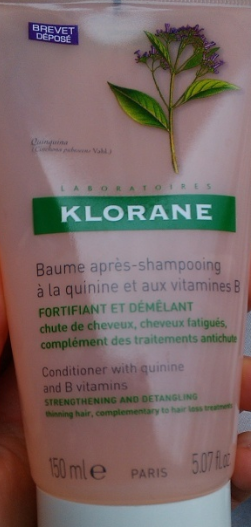 BREVET
DÉPOSÉ
Quinquina
LABORATOIRES
KLORANE
Baume après-shampooing
à la quinine et aux vitamines B
FORTIFIANT ET DÉMÊLANT
chute de cheveux, cheveux fatigués,
complément des traitements antichute
Conditioner with quinine
and B vitamins
STRENGTHENING AND DETANGLING
thinning hair, complementary to hair loss treatments
150 ml e PARIS 5.07 fl.oz